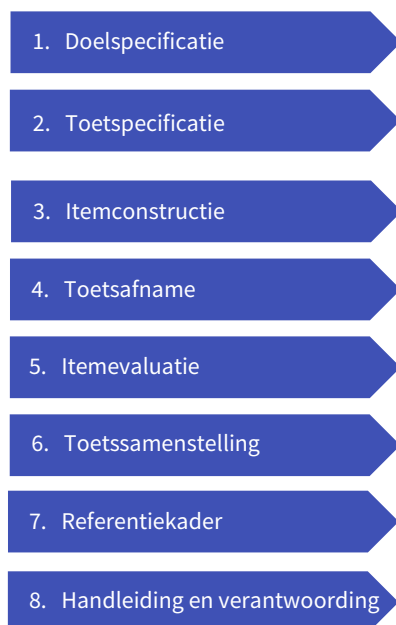 1. Doelspecificatie
2. Toetspecificatie
3. Itemconstructie
4. Toetsafname
5. Itemevaluatie
6. Toetssamenstelling
7. Referentiekader
8. Handleiding en verantwoording